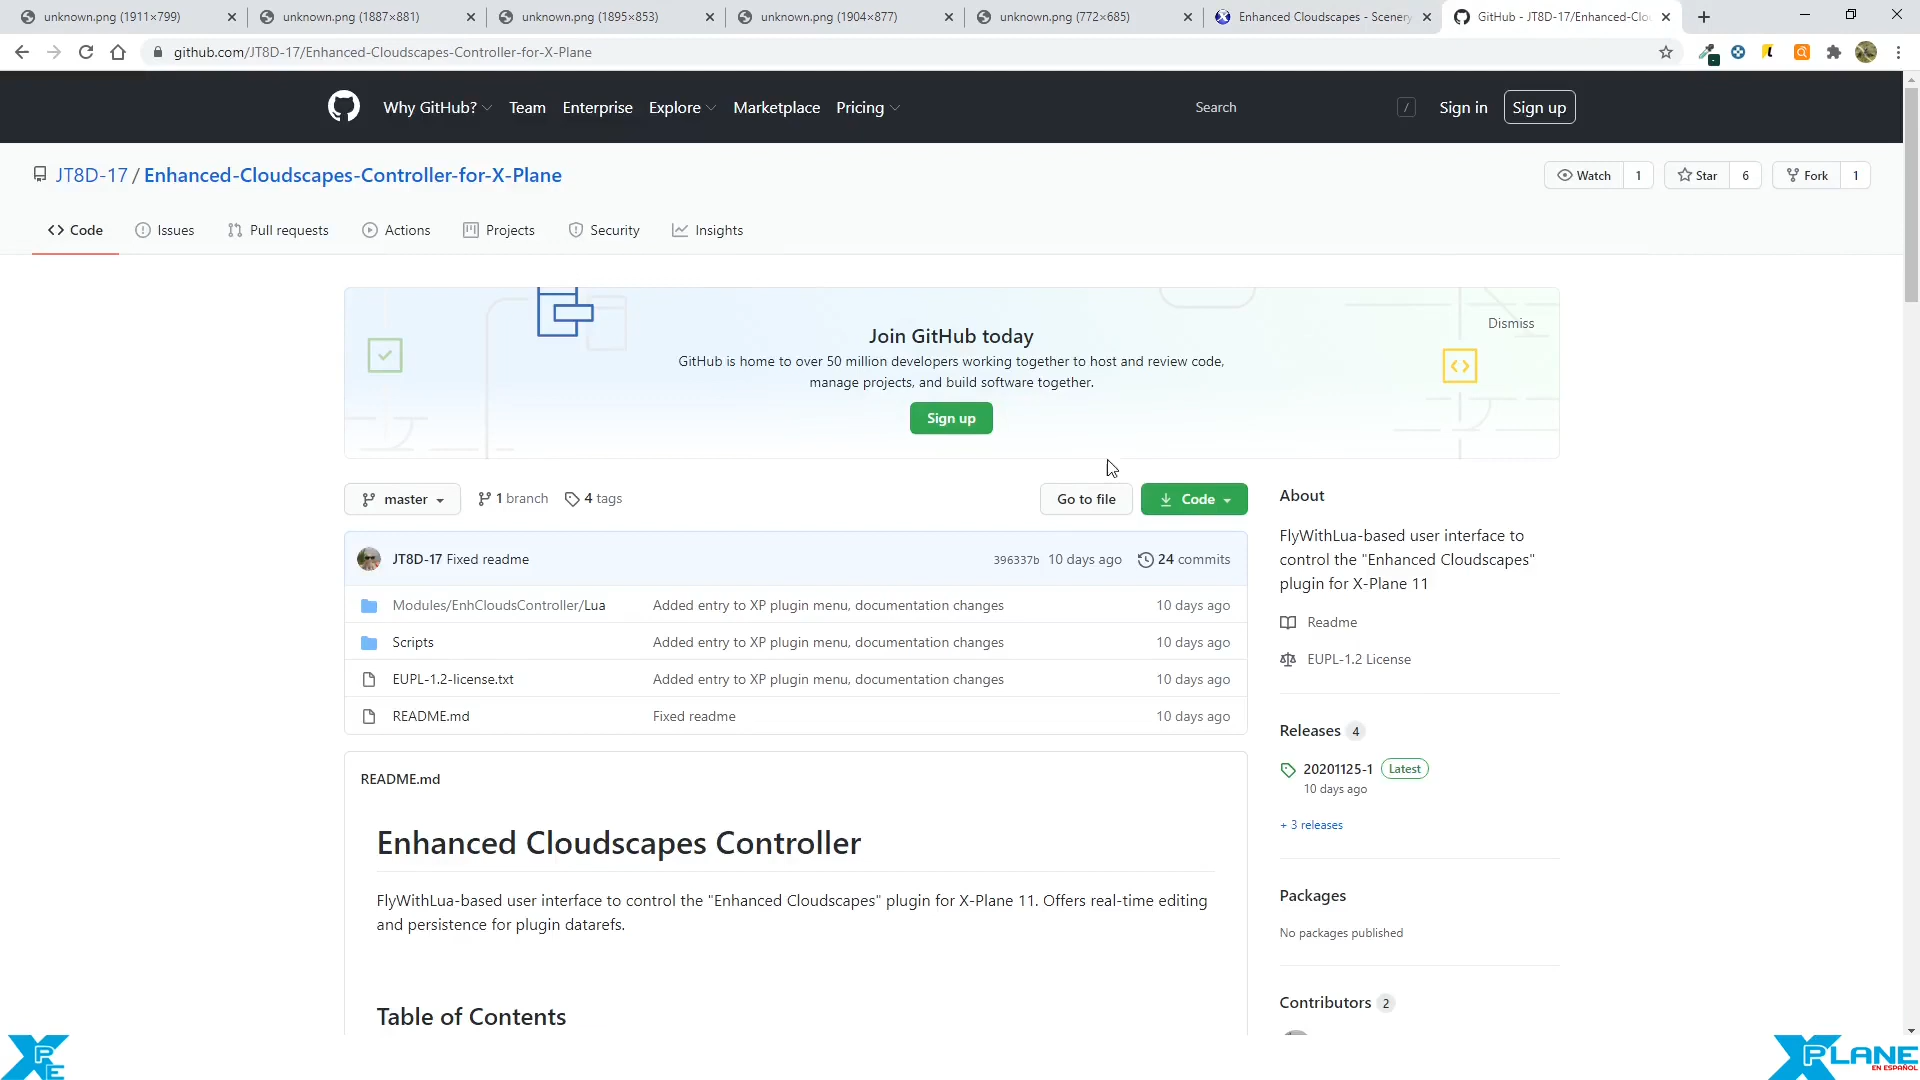 unknown.png (1911×799)
unknown.png (1887×881)
unknown.png (1895×853)
unknown.png (1904×877)
unknown.png (772×685)
Enhanced Cloudscapes - Scenery
GitHub - JT8D-17/Enhanced-Clo
github.com/JT8D-17/Enhanced-Cloudscapes-Controller-for-X-Plane
Why GitHub? Team Enterprise Explore Marketplace Pricing
Search /
Sign in Sign up
JT8D-17 / Enhanced-Cloudscapes-Controller-for-X-Plane
Watch 1 Star 6 Fork 1
Code Issues Pull requests Actions Projects Security Insights
Join GitHub today
Dismiss
GitHub is home to over 50 million developers working together to host and review code,
manage projects, and build software together.
Sign up
master 1 branch 4 tags
Go to file Code
JT8D-17 Fixed readme 396337b 10 days ago 24 commits
Modules/EnhCloudsController/Lua Added entry to XP plugin menu, documentation changes 10 days ago
Scripts Added entry to XP plugin menu, documentation changes 10 days ago
EUPL-1.2-license.txt Added entry to XP plugin menu, documentation changes 10 days ago
README.md Fixed readme 10 days ago
README.md
Enhanced Cloudscapes Controller
FlyWithLua-based user interface to control the "Enhanced Cloudscapes" plugin for X-Plane 11. Offers real-time editing
and persistence for plugin datarefs.
Table of Contents
About
FlyWithLua-based user interface to
control the "Enhanced Cloudscapes"
plugin for X-Plane 11
Readme
EUPL-1.2 License
Releases 4
20201125-1 Latest
10 days ago
+ 3 releases
Packages
No packages published
Contributors 2
XPE
XPLANE
EN ESPAÑOL